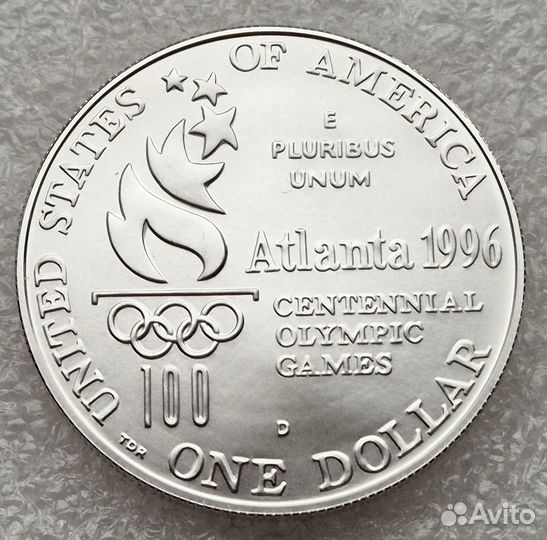 UNITED STATES OF AMERICA
E
PLURIBUS
UNUM
Atlanta 1996
CENTENNIAL
OLYMPIC
GAMES
100
D
TDR
ONE DOLLAR
Avito